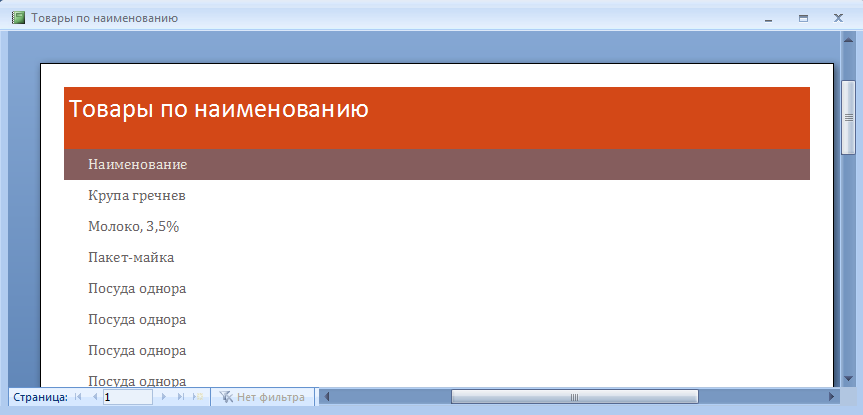 Товары по наименованию
Товары по наименованию
Наименование
Крупа гречнев
Молоко, 3,5%
Пакет-майка
Посуда однора
Посуда однора
Посуда однора
Посуда однора
Страница: 1 Нет фильтра